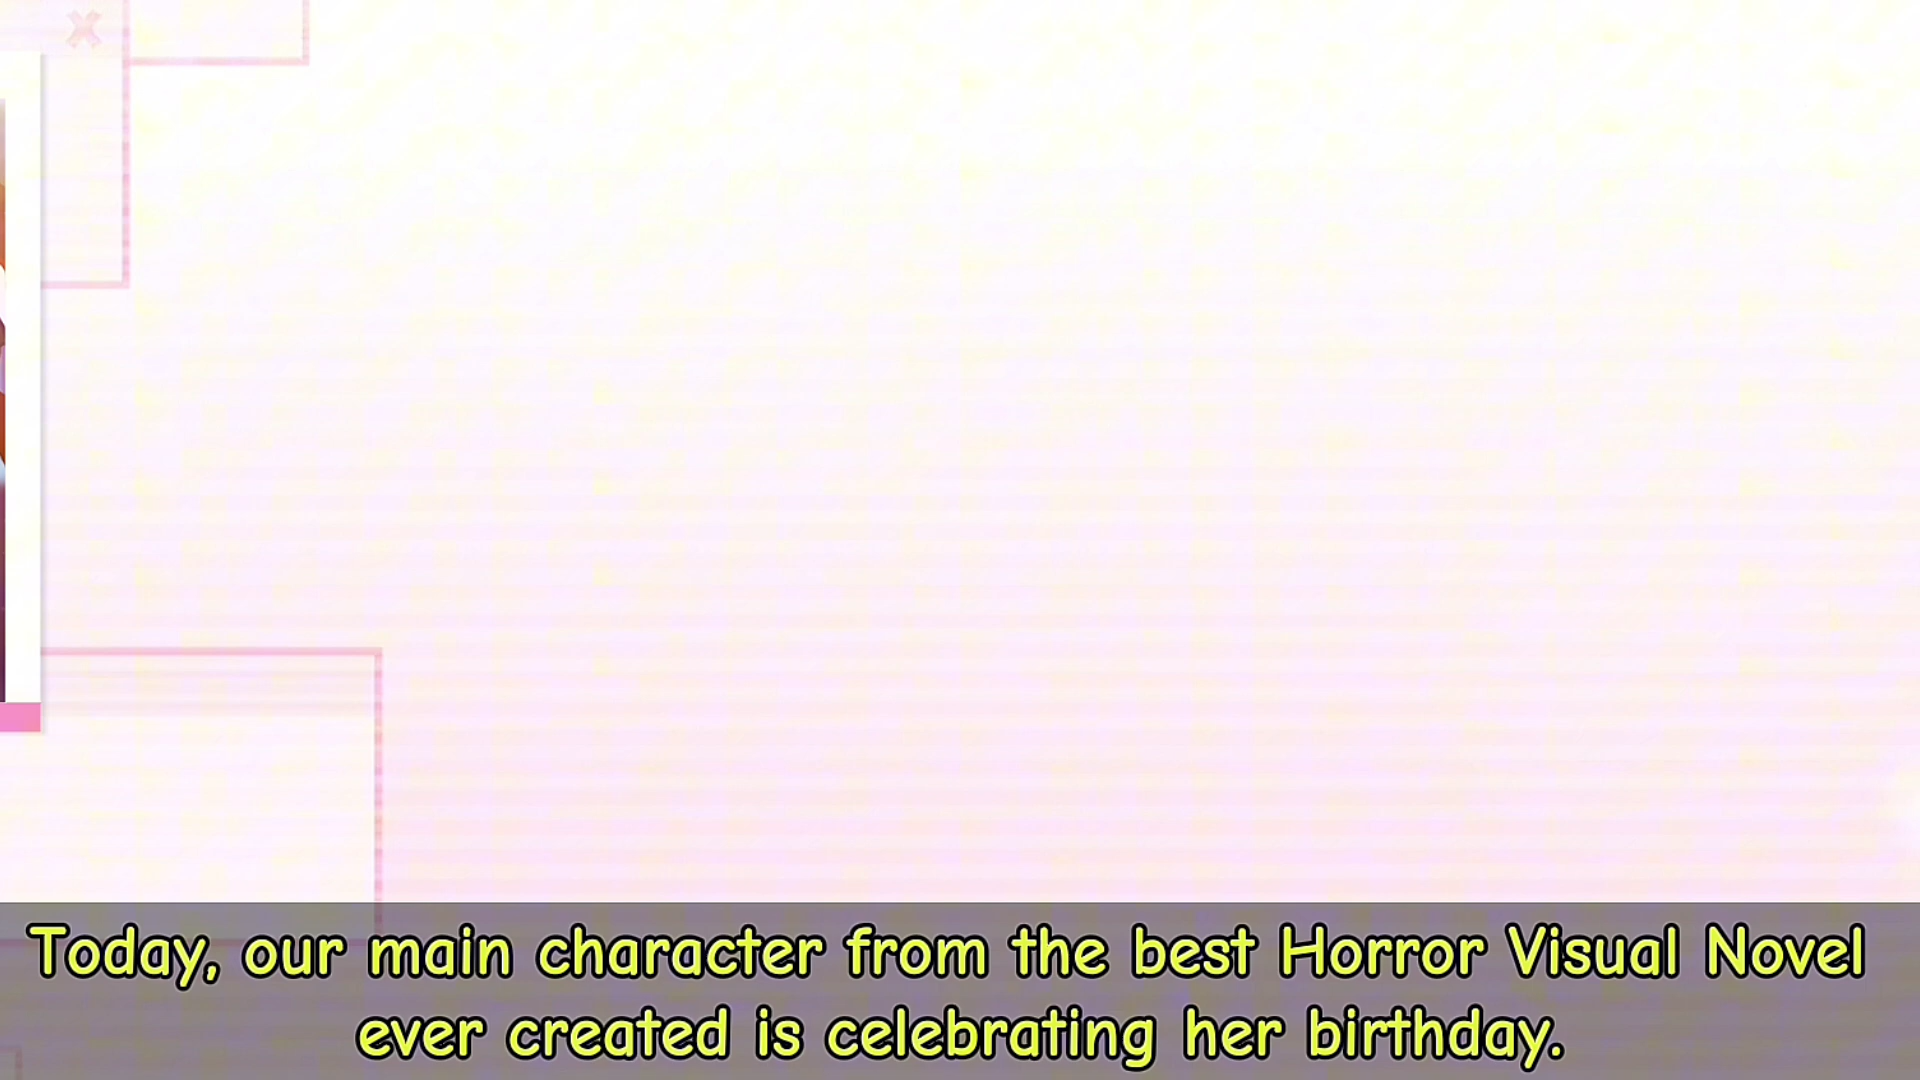 Today, our main character from the best Horror Visual Novel
ever created is celebrating her birthday.